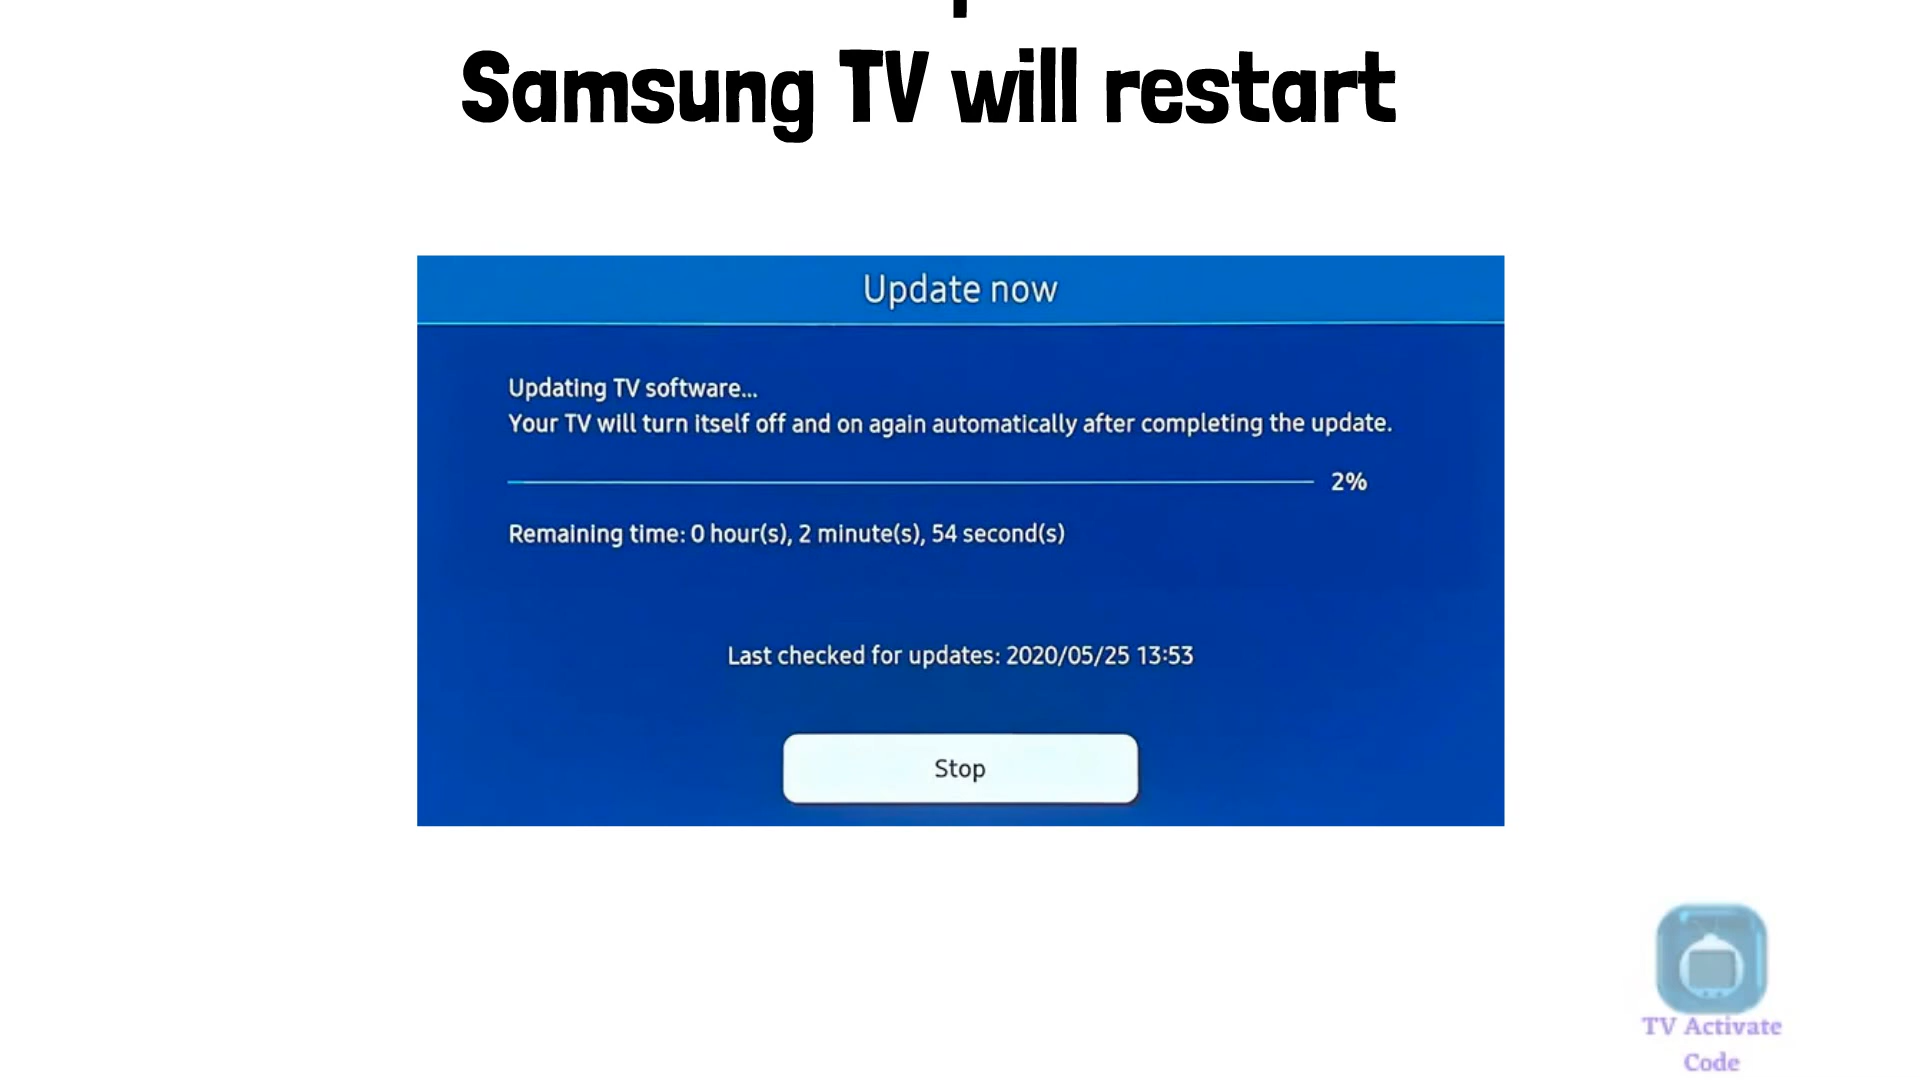 Samsung TV will restart
Update now
Updating TV software...
Your TV will turn itself off and on again automatically after completing the update.
2%
Remaining time: 0 hour(s), 2 minute(s), 54 second(s)
Last checked for updates: 2020/05/25 13:53
Stop
TV Activate
Code